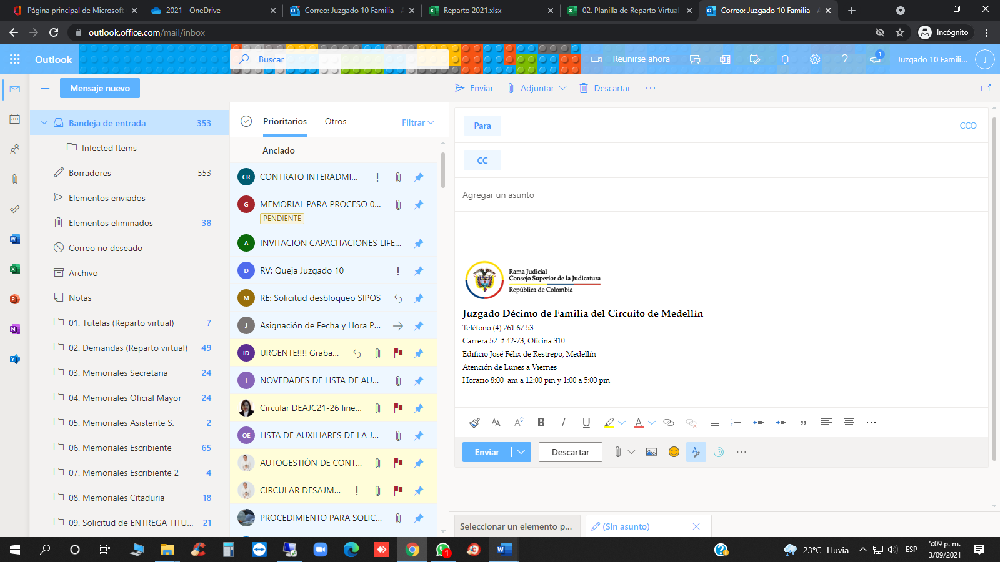 Página principal de Microsoft
2021 - OneDrive
Correo: Juzgado 10 Familia - A
Reparto 2021.xlsx
02. Planilla de Reparto Virtual
Correo: Juzgado 10 Familia - A
outlook.office.com/mail/inbox
Incógnito
Outlook
Buscar
Reunirse ahora
1
Juzgado 10 Famili...
J
Mensaje nuevo
Enviar
Adjuntar
Descartar
Bandeja de entrada 353
Infected Items
Borradores 553
Elementos enviados
Elementos eliminados 38
Correo no deseado
Archivo
Notas
01. Tutelas (Reparto virtual) 7
02. Demandas (Reparto virtual) 49
03. Memoriales Secretaria 24
04. Memoriales Oficial Mayor 24
05. Memoriales Asistente S. 2
06. Memoriales Escribiente 65
07. Memoriales Escribiente 2 4
08. Memoriales Citaduria 18
09. Solicitud de ENTREGA TITU... 21
Prioritarios
Otros
Filtrar
Anclado
CR CONTRATO INTERADMI... !
G MEMORIAL PARA PROCESO 0...
PENDIENTE
A INVITACION CAPACITACIONES LIFE...
D RV: Queja Juzgado 10 !
M RE: Solicitud desbloqueo SIPOS
J Asignación de Fecha y Hora P...
ID URGENTE!!!! Graba...
I NOVEDADES DE LISTA DE AU...
Circular DEAJC21-26 line...
OE LISTA DE AUXILIARES DE LA J...
AUTOGESTIÓN DE CONT...
CIRCULAR DESAJM... !
PROCEDIMIENTO PARA SOLIC...
Para
CCO
CC
Agregar un asunto
Rama Judicial
Consejo Superior de la Judicatura
República de Colombia
Juzgado Décimo de Familia del Circuito de Medellín
Teléfono (4) 261 67 53
Carrera 52 # 42-73, Oficina 310
Edificio José Félix de Restrepo, Medellín
Atención de Lunes a Viernes
Horario 8:00 am a 12:00 pm y 1:00 a 5:00 pm
Enviar
Descartar
Seleccionar un elemento p...
(Sin asunto)
1
23°C Lluvia
ESP
5:09 p. m.
3/09/2021